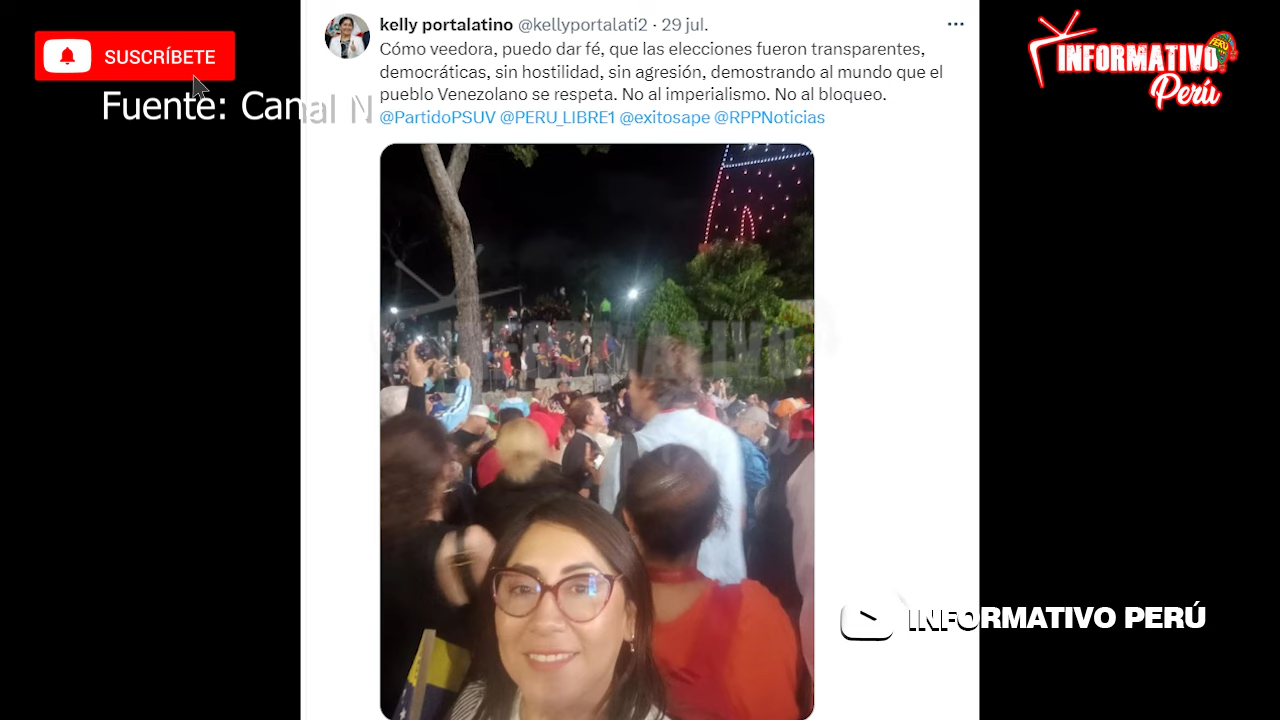 kelly portalatino @kellyportalati2 · 29 jul.
Cómo veedora, puedo dar fé, que las elecciones fueron transparentes,
democráticas, sin hostilidad, sin agresión, demostrando al mundo que el
pueblo Venezolano se respeta. No al imperialismo. No al bloqueo.
@PartidoPSUV @PERU_LIBRE1 @exitosape @RPPNoticias
SUSCRÍBETE
Fuente: Canal N
INFORMATIVO
PERÚ
Perú
INFORMATIVO
INFORMATIVO PERÚ